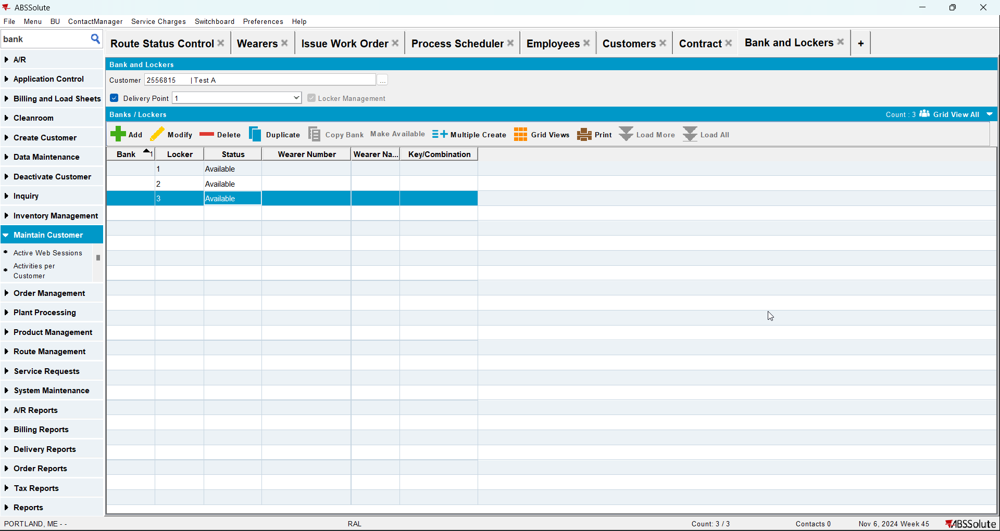 ABSSolute
File Menu BU ContactManager Service Charges Switchboard Preferences Help
bank
Route Status Control Wearers Issue Work Order Process Scheduler Employees Customers Contract Bank and Lockers +
A/R
Application Control
Billing and Load Sheets
Cleanroom
Create Customer
Data Maintenance
Deactivate Customer
Inquiry
Inventory Management
Maintain Customer
Active Web Sessions
Activities per
Customer
Order Management
Plant Processing
Product Management
Route Management
Service Requests
System Maintenance
A/R Reports
Billing Reports
Delivery Reports
Order Reports
Tax Reports
Reports
Bank and Lockers
Customer 2556815 | Test A ...
Delivery Point 1 Locker Management
Banks / Lockers Count : 3 Grid View All
Add Modify Delete Duplicate Copy Bank Make Available Multiple Create Grid Views Print Load More Load All
Bank 1 Locker Status Wearer Number Wearer Na... Key/Combination
1 Available
2 Available
3 Available
PORTLAND, ME - - RAL Count: 3 / 3 Contacts 0 Nov 6, 2024 Week 45 ABSSolute